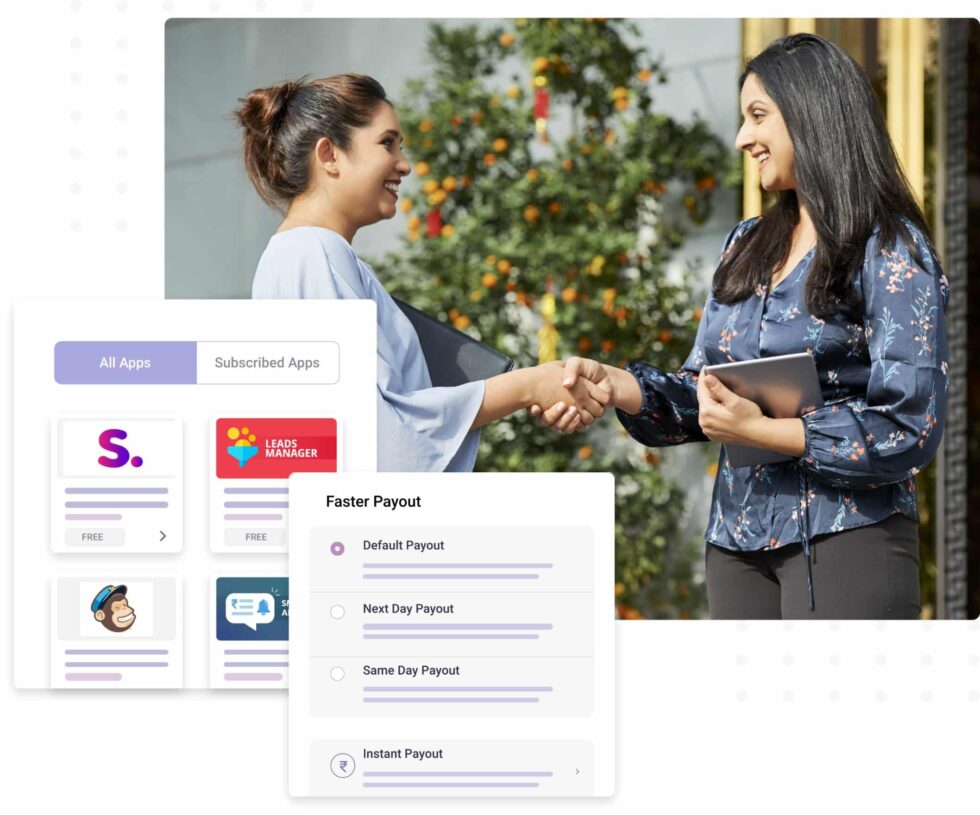 All Apps
Subscribed Apps
S.
LEADS
MANAGER
FREE
FREE
Faster Payout
Default Payout
Next Day Payout
Same Day Payout
₹
Instant Payout